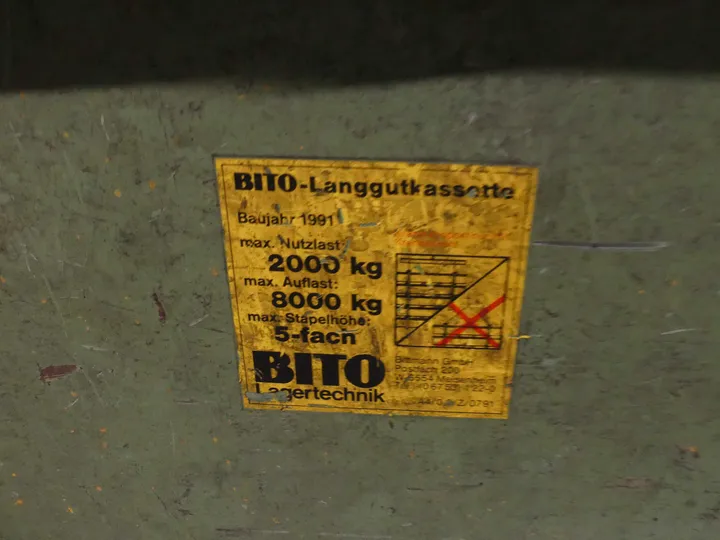 BITO-Langgutkassette
Baujahr 1991
max. Nutzlast:
2000 kg
max. Auflast:
8000 kg
max. Stapelhöhe:
5-fach
BITO
Lagertechnik
Bittmann GmbH
Postfach 200